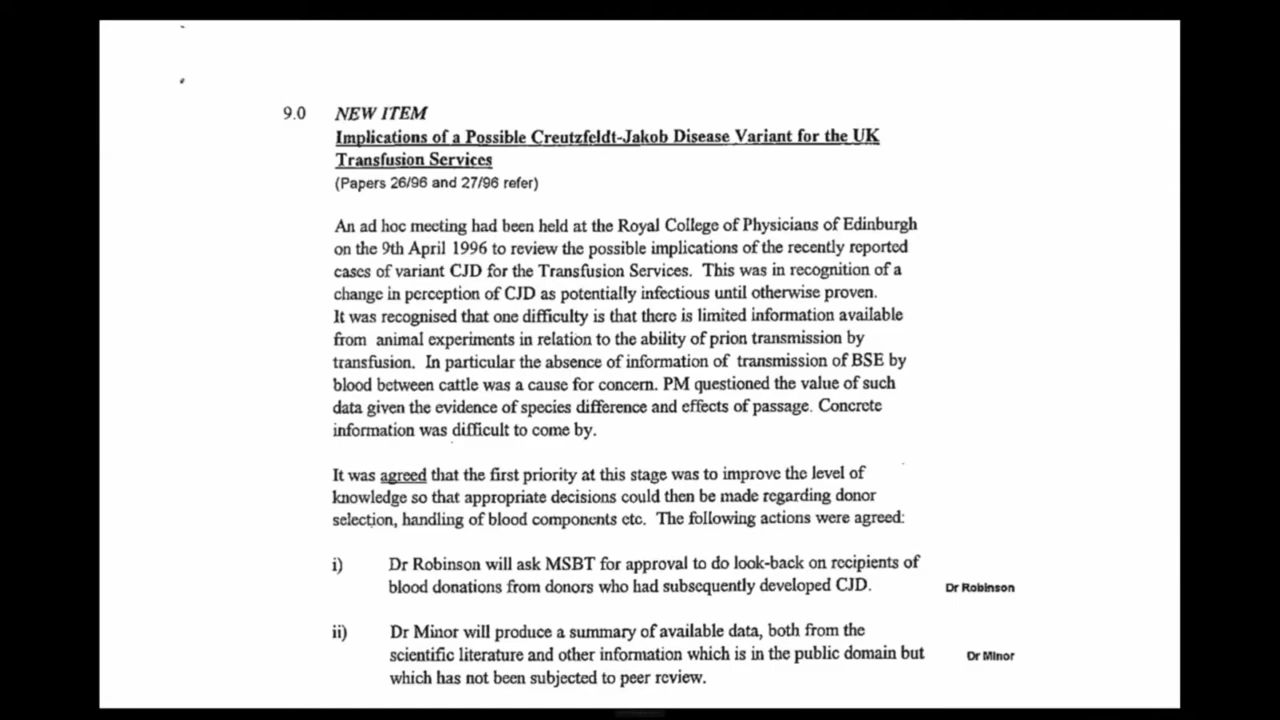 9.0 NEW ITEM
Implications of a Possible Creutzfeldt-Jakob Disease Variant for the UK
Transfusion Services
(Papers 26/96 and 27/96 refer)
An ad hoc meeting had been held at the Royal College of Physicians of Edinburgh
on the 9th April 1996 to review the possible implications of the recently reported
cases of variant CJD for the Transfusion Services. This was in recognition of a
change in perception of CJD as potentially infectious until otherwise proven.
It was recognised that one difficulty is that there is limited information available
from animal experiments in relation to the ability of prion transmission by
transfusion. In particular the absence of information of transmission of BSE by
blood between cattle was a cause for concern. PM questioned the value of such
data given the evidence of species difference and effects of passage. Concrete
information was difficult to come by.
It was agreed that the first priority at this stage was to improve the level of
knowledge so that appropriate decisions could then be made regarding donor
selection, handling of blood components etc. The following actions were agreed:
i) Dr Robinson will ask MSBT for approval to do look-back on recipients of
blood donations from donors who had subsequently developed CJD. Dr Robinson
ii) Dr Minor will produce a summary of available data, both from the
scientific literature and other information which is in the public domain but Dr Minor
which has not been subjected to peer review.